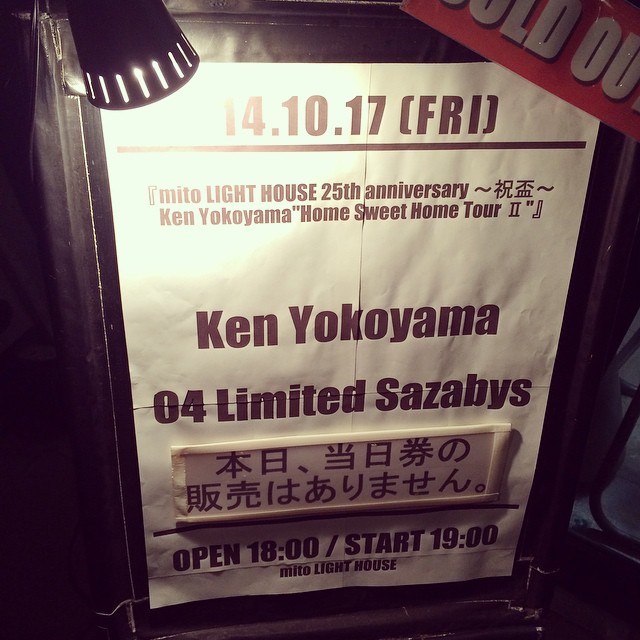 SOLD OUT
14.10.17 (FRI)
『mito LIGHT HOUSE 25th anniversary ～祝盃～
Ken Yokoyama"Home Sweet Home Tour Ⅱ"』
Ken Yokoyama
04 Limited Sazabys
本日、当日券の
販売はありません。
OPEN 18:00 / START 19:00
mito LIGHT HOUSE